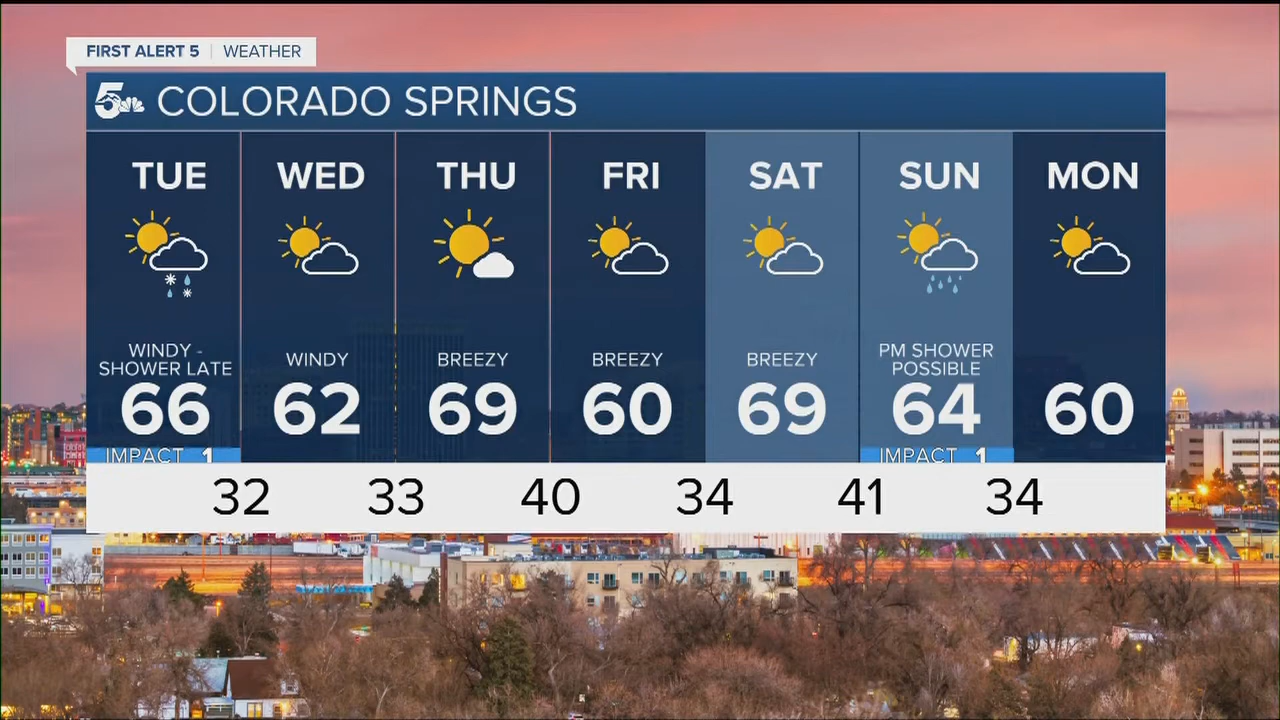 FIRST ALERT 5 | WEATHER
5 COLORADO SPRINGS
TUE WED THU FRI SAT SUN MON
WINDY - SHOWER LATE
WINDY
BREEZY
BREEZY
BREEZY
PM SHOWER POSSIBLE
66 62 69 60 69 64 60
IMPACT 1
IMPACT 1
32 33 40 34 41 34